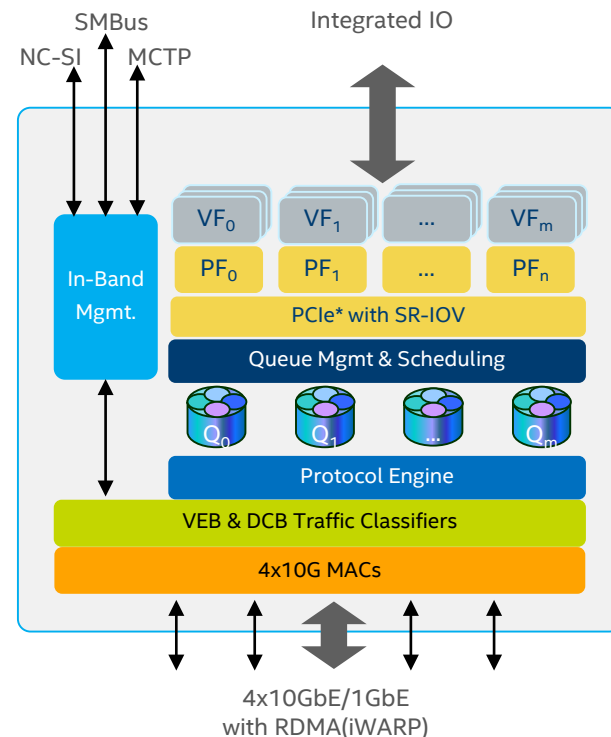 SMBus
Integrated IO
NC-SI
MCTP
VF0
VF1
...
VFm
In-Band
Mgmt.
PF0
PF1
...
PFn
PCIe* with SR-IOV
Queue Mgmt & Scheduling
Q0
Q1
...
Qm
Protocol Engine
VEB & DCB Traffic Classifiers
4x10G MACs
4x10GbE/1GbE
with RDMA(iWARP)